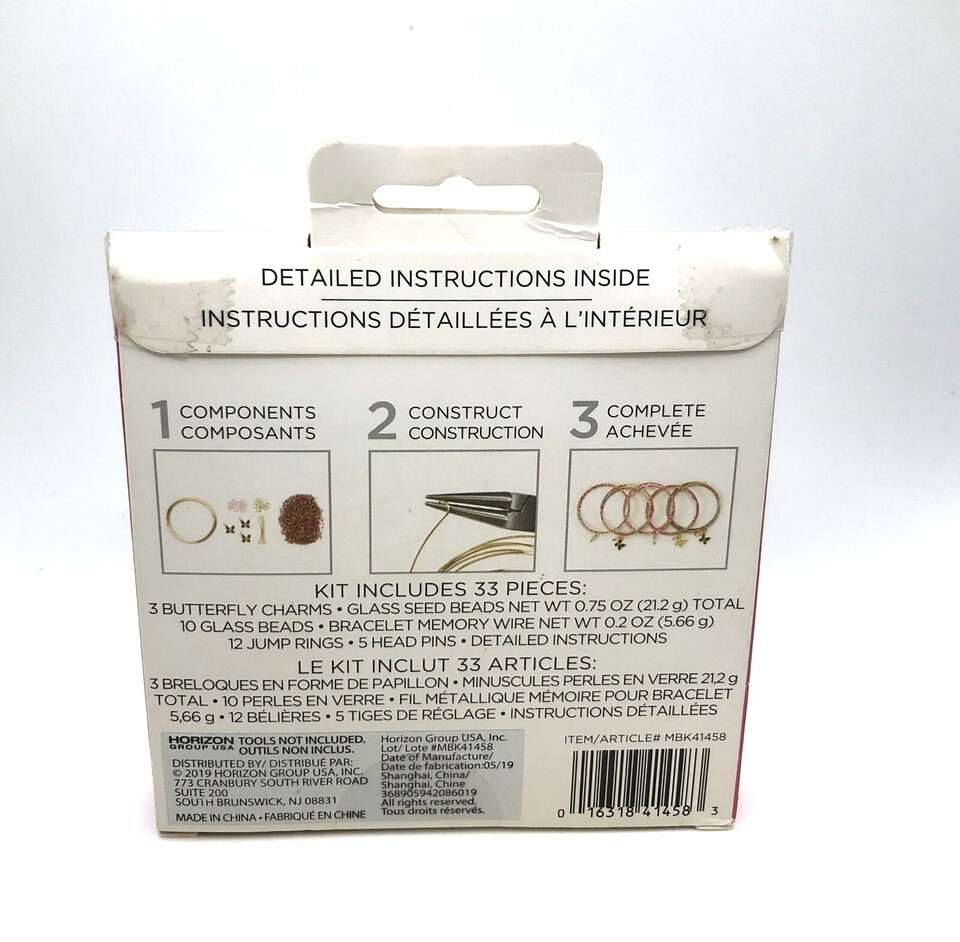 DETAILED INSTRUCTIONS INSIDE
INSTRUCTIONS DÉTAILLÉES À L'INTÉRIEUR
1 COMPONENTS
COMPOSANTS
2 CONSTRUCT
CONSTRUCTION
3 COMPLETE
ACHEVÉE
KIT INCLUDES 33 PIECES:
3 BUTTERFLY CHARMS • GLASS SEED BEADS NET WT 0.75 OZ (21.2 g) TOTAL
10 GLASS BEADS • BRACELET MEMORY WIRE NET WT 0.2 OZ (5.66 g)
12 JUMP RINGS • 5 HEAD PINS • DETAILED INSTRUCTIONS
LE KIT INCLUT 33 ARTICLES:
3 BRELOQUES EN FORME DE PAPILLON • MINUSCULES PERLES EN VERRE 21,2 g
TOTAL • 10 PERLES EN VERRE • FIL MÉTALLIQUE MÉMOIRE POUR BRACELET
5,66 g • 12 BÉLIÈRES • 5 TIGES DE RÉGLAGE • INSTRUCTIONS DÉTAILLÉES
HORIZON
GROUP USA
TOOLS NOT INCLUDED.
OUTILS NON INCLUS.
DISTRIBUTED BY/ DISTRIBUÉ PAR:
© 2019 HORIZON GROUP USA, INC.
773 CRANBURY SOUTH RIVER ROAD
SUITE 200
SOUTH BRUNSWICK, NJ 08831
MADE IN CHINA • FABRIQUÉ EN CHINE
Horizon Group USA, Inc.
Lot/ Lote #MBK41458
Date of Manufacture/
Date de fabrication:05/19
Shanghai, China/
Shanghai, Chine
368905942086019
All rights reserved.
Tous droits réservés.
ITEM/ARTICLE# MBK41458
0 16318 41458 3